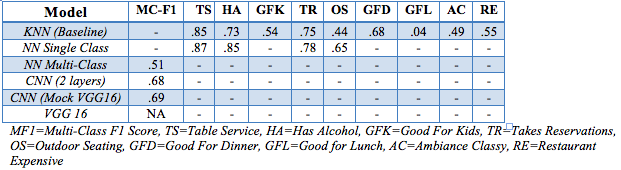 Model MC-F1 TS HA GFK TR OS GFD GFL AC RE
KNN (Baseline) - .85 .73 .54 .75 .44 .68 .04 .49 .55
NN Single Class - .87 .85 - .78 .65 - - - -
NN Multi-Class .51 - - - - - - - - -
CNN (2 layers) .68 - - - - - - - - -
CNN (Mock VGG16) .69 - - - - - - - - -
VGG 16 NA - - - - - - - - -
MF1=Multi-Class F1 Score, TS=Table Service, HA=Has Alcohol, GFK=Good For Kids, TR=Takes Reservations,
OS=Outdoor Seating, GFD=Good For Dinner, GFL=Good for Lunch, AC=Ambiance Classy, RE=Restaurant
Expensive